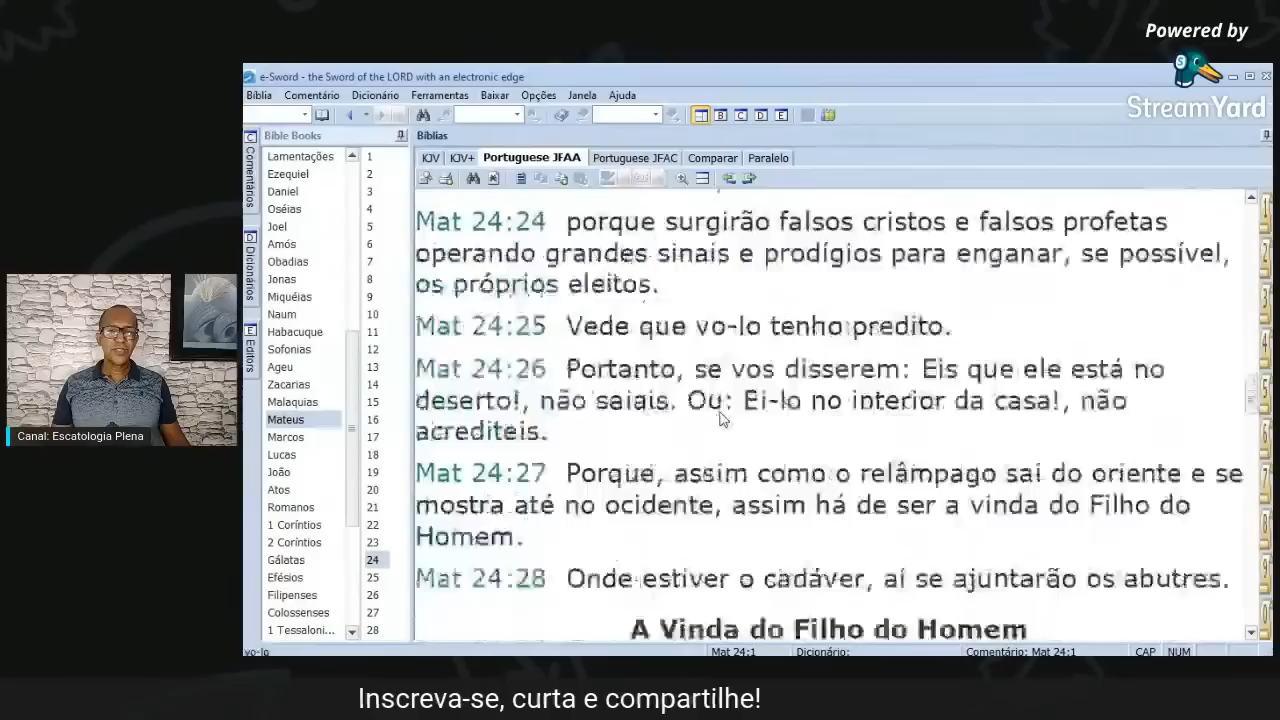 Powered by
StreamYard
e-Sword - the Sword of the LORD with an electronic edge
Bíblia Comentário Dicionário Ferramentas Baixar Opções Janela Ajuda
Bible Books
Bíblias
KJV KJV+ Portuguese JFAA Portuguese JFAC Comparar Paralelo
Comentários
Dicionários
Editors
Lamentações 1
Ezequiel 2
Daniel 3
Oséias 4
Joel 5
Amós 6
Obadias 7
Jonas 8
Miquéias 9
Naum 10
Habacuque 11
Sofonias 12
Ageu 13
Zacarias 14
Malaquias 15
Mateus 16
Marcos 17
Lucas 18
João 19
Atos 20
Romanos 21
1 Coríntios 22
2 Coríntios 23
Gálatas 24
Efésios 25
Filipenses 26
Colossenses 27
1 Tessaloni... 28
Mat 24:24 porque surgirão falsos cristos e falsos profetas
operando grandes sinais e prodígios para enganar, se possível,
os próprios eleitos.
Mat 24:25 Vede que vo-lo tenho predito.
Mat 24:26 Portanto, se vos disserem: Eis que ele está no
deserto!, não saiais. Ou: Ei-lo no interior da casa!, não
acrediteis.
Mat 24:27 Porque, assim como o relâmpago sai do oriente e se
mostra até no ocidente, assim há de ser a vinda do Filho do
Homem.
Mat 24:28 Onde estiver o cadáver, aí se ajuntarão os abutres.
A Vinda do Filho do Homem
vo-lo Mat 24:1 Dicionário: Comentário: Mat 24:1 CAP NUM
Canal: Escatologia Plena
Inscreva-se, curta e compartilhe!